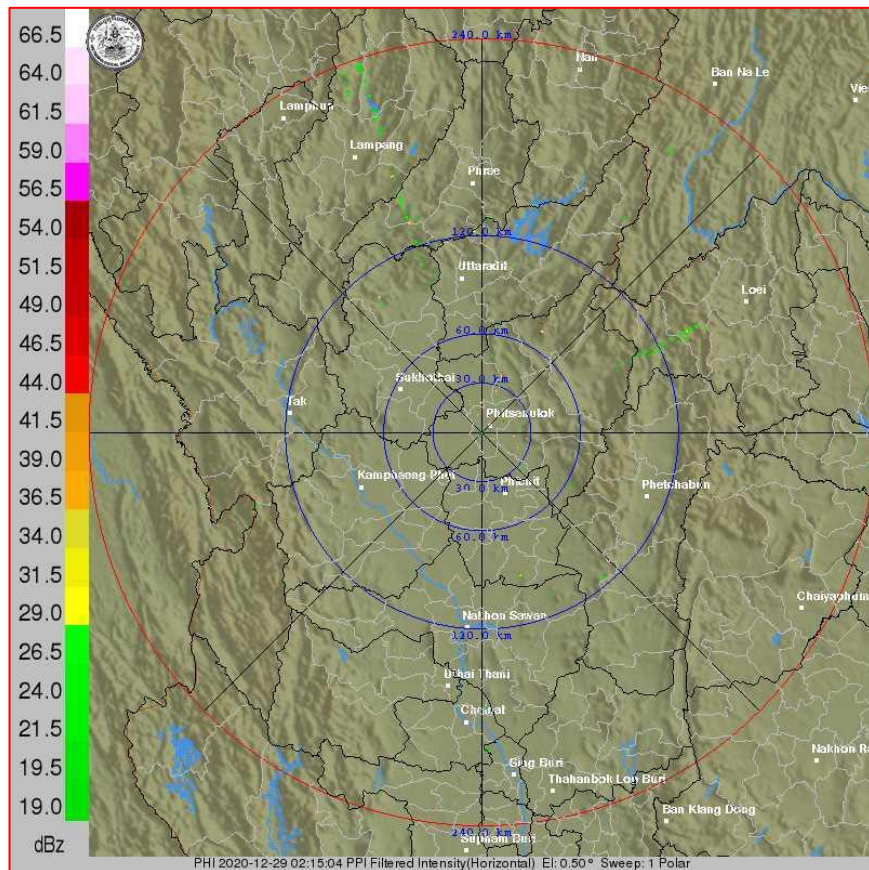 66.5
64.0
61.5
59.0
56.5
54.0
51.5
49.0
46.5
44.0
41.5
39.0
36.5
34.0
31.5
29.0
26.5
24.0
21.5
19.5
19.0
dBz
240.0 km
Nan
Ban Na Le
Lamphun
Lampang
Phrae
120.0 km
Uttaradit
Loei
60.0 km
30.0 km
Sukhothai
Tak
Phitsanulok
Kamphaeng Phet
30.0 km
Phichit
Phetchabun
60.0 km
Nakhon Sawan
120.0 km
Chaiyaphum
Uthai Thani
Chainat
Sing Buri
Thahanbok Lop Buri
Ban Klang Dong
240.0 km
Suphan Buri
PHI 2020-12-29 02:15:04 PPI Filtered Intensity(Horizontal) El: 0.50° Sweep: 1 Polar